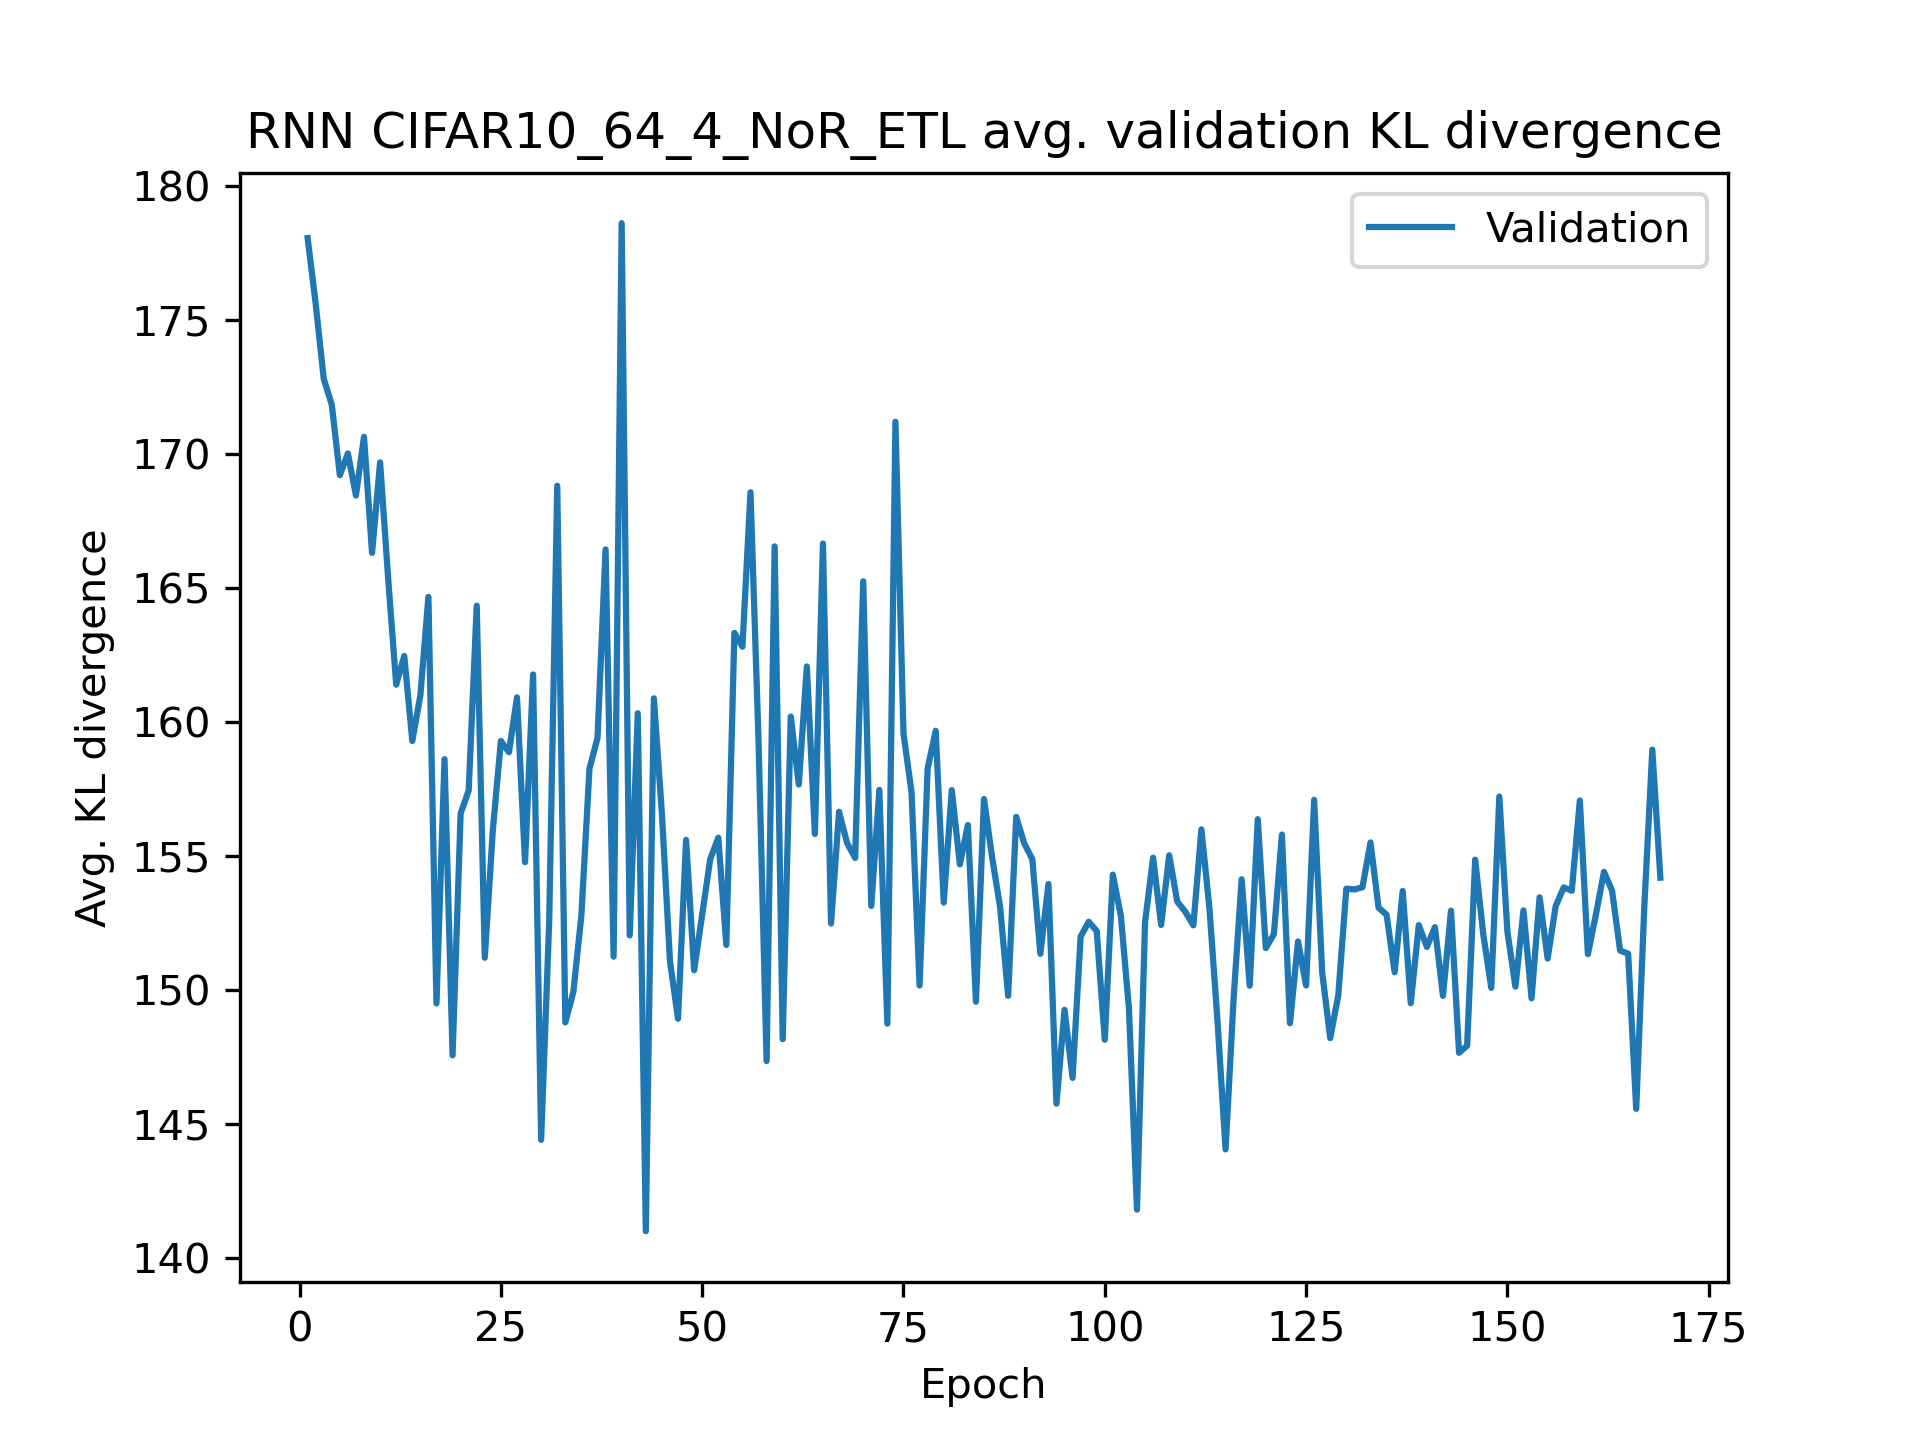 RNN CIFAR10_64_4_NoR_ETL avg. validation KL divergence
Validation
Avg. KL divergence
180
175
170
165
160
155
150
145
140
0 25 50 75 100 125 150 175
Epoch